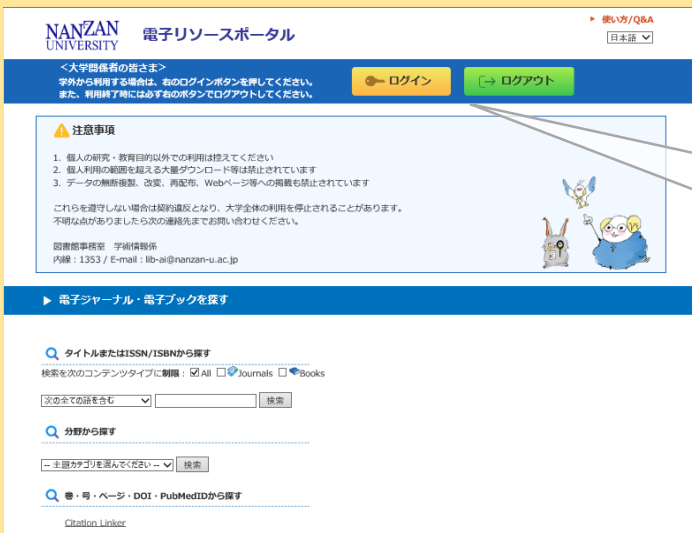 NANZAN
UNIVERSITY
電子リソースポータル
使い方/Q&A
日本語
<大学関係者の皆さま>
学外から利用する場合は、右のログインボタンを押してください。
また、利用終了時には必ず右のボタンでログアウトしてください。
ログイン
ログアウト
注意事項
1. 個人の研究・教育目的以外での利用は控えてください
2. 個人利用の範囲を超える大量ダウンロード等は禁止されています
3. データの無断複製、改変、再配布、Webページ等への掲載も禁止されています
これらを遵守しない場合は契約違反となり、大学全体の利用を停止されることがあります。
不明な点がありましたら次の連絡先までお問い合わせください。
図書館事務室 学術情報係
内線：1353 / E-mail : lib-ai@nanzan-u.ac.jp
電子ジャーナル・電子ブックを探す
タイトルまたはISSN/ISBNから探す
検索を次のコンテンツタイプに制限： All Journals Books
次の全ての語を含む 検索
分野から探す
-- 主題カテゴリを選んでください -- 検索
巻・号・ページ・DOI・PubMedIDから探す
Citation Linker